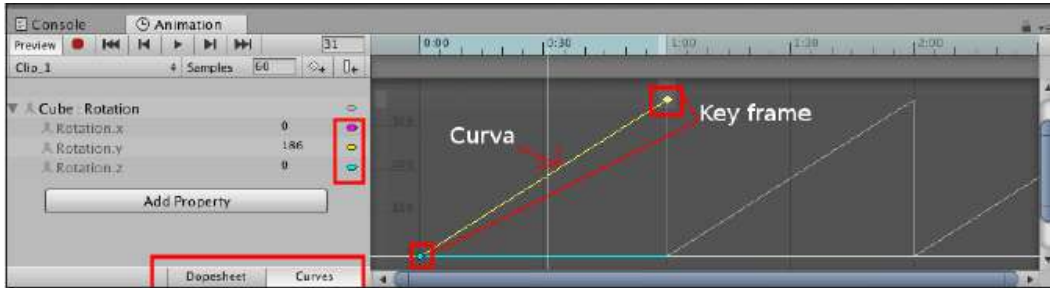 Console Animation
Preview 31 0:00 0:30 1:00 1:30 2:00
Clip_1 Samples 60
Cube : Rotation
Rotation.x 0
Rotation.y 186
Rotation.z 0
Add Property
Dopesheet Curves
Curva
Key frame